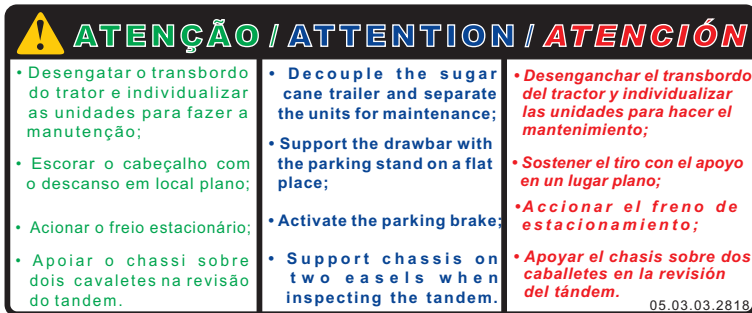 ATENÇÃO / ATTENTION / ATENCIÓN
• Desengatar o transbordo
do trator e individualizar
as unidades para fazer a
manutenção;
• Escorar o cabeçalho com
o descanso em local plano;
• Acionar o freio estacionário;
• Apoiar o chassi sobre
dois cavaletes na revisão
do tandem.
• Decouple the sugar
cane trailer and separate
the units for maintenance;
• Support the drawbar with
the parking stand on a flat
place;
• Activate the parking brake;
• Support chassis on
two easels when
inspecting the tandem.
• Desenganchar el transbordo
del tractor y individualizar
las unidades para hacer el
mantenimiento;
• Sostener el tiro con el apoyo
en un lugar plano;
• Accionar el freno de
estacionamiento;
• Apoyar el chasis sobre dos
caballetes en la revisión
del tándem.
05.03.03.2818